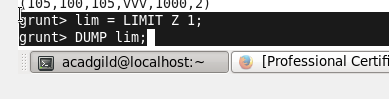 (105,100,105,VVV,1000,2)
grunt> lim = LIMIT Z 1;
grunt> DUMP lim;
acadgild@localhost:~
[Professional Certifi